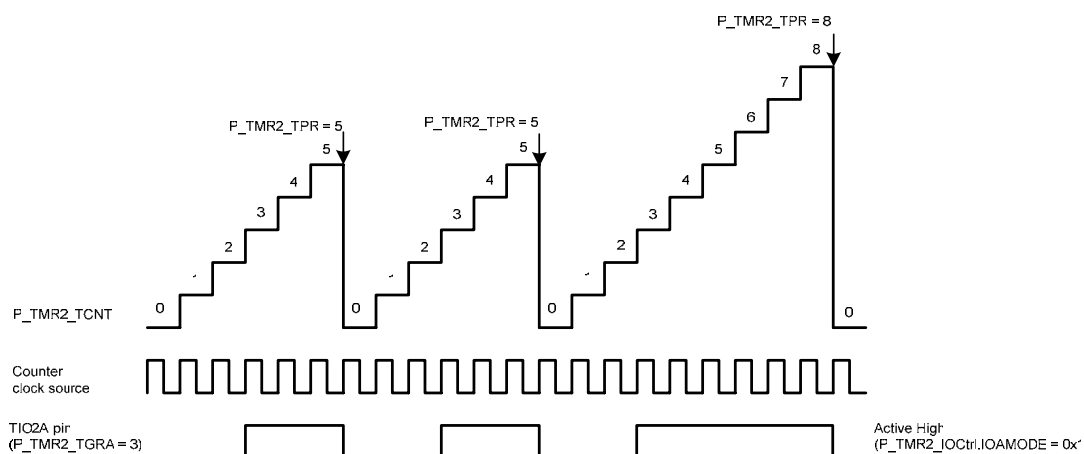 P_TMR2_TPR = 8
8
7
6
5
4
3
2
0
P_TMR2_TPR = 5
5
4
3
2
0
P_TMR2_TPR = 5
5
4
3
2
0
0
P_TMR2_TCNT
Counter
clock source
TIO2A pin
(P_TMR2_TGRA = 3)
Active High
(P_TMR2_IOCtrl.IOAMODE = 0x1